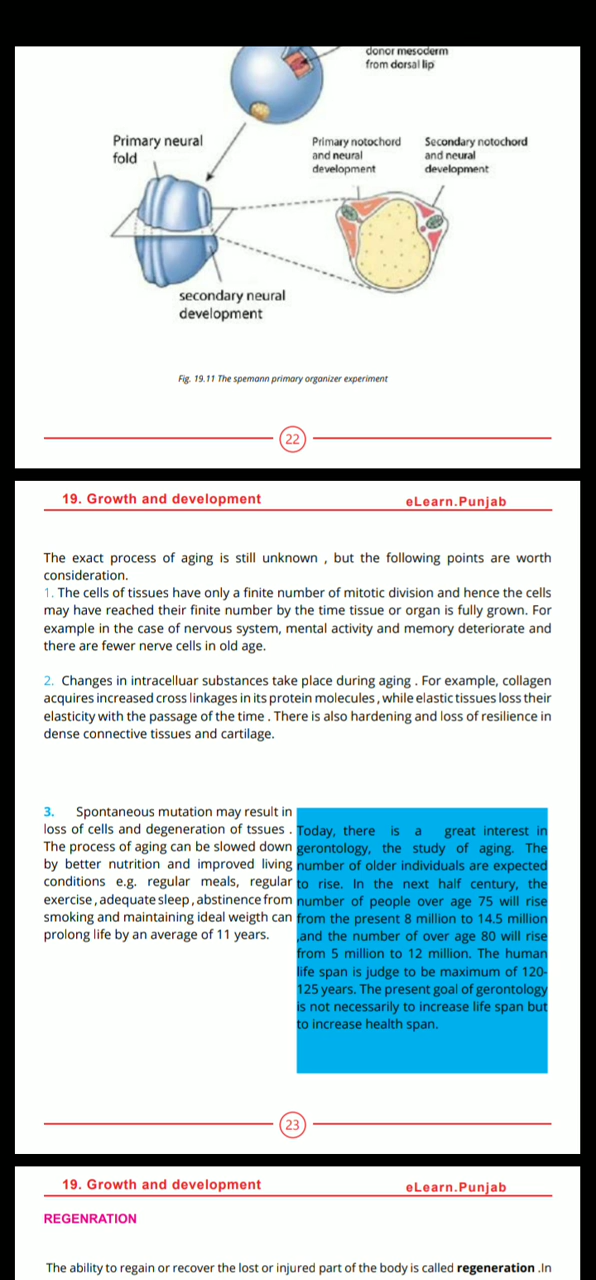 donor mesoderm
from dorsal lip
Primary neural
fold
Primary notochord
and neural
development
Secondary notochord
and neural
development
secondary neural
development
Fig. 19.11 The spemann primary organizer experiment
22
19. Growth and development
eLearn.Punjab
The exact process of aging is still unknown , but the following points are worth
consideration.
1. The cells of tissues have only a finite number of mitotic division and hence the cells
may have reached their finite number by the time tissue or organ is fully grown. For
example in the case of nervous system, mental activity and memory deteriorate and
there are fewer nerve cells in old age.
2. Changes in intracelluar substances take place during aging . For example, collagen
acquires increased cross linkages in its protein molecules , while elastic tissues loss their
elasticity with the passage of the time . There is also hardening and loss of resilience in
dense connective tissues and cartilage.
3. Spontaneous mutation may result in
loss of cells and degeneration of tssues .
The process of aging can be slowed down
by better nutrition and improved living
conditions e.g. regular meals, regular
exercise , adequate sleep , abstinence from
smoking and maintaining ideal weigth can
prolong life by an average of 11 years.
Today, there is a great interest in
gerontology, the study of aging. The
number of older individuals are expected
to rise. In the next half century, the
number of people over age 75 will rise
from the present 8 million to 14.5 million
,and the number of over age 80 will rise
from 5 million to 12 million. The human
life span is judge to be maximum of 120-
125 years. The present goal of gerontology
is not necessarily to increase life span but
to increase health span.
23
19. Growth and development
eLearn.Punjab
REGENRATION
The ability to regain or recover the lost or injured part of the body is called regeneration .In